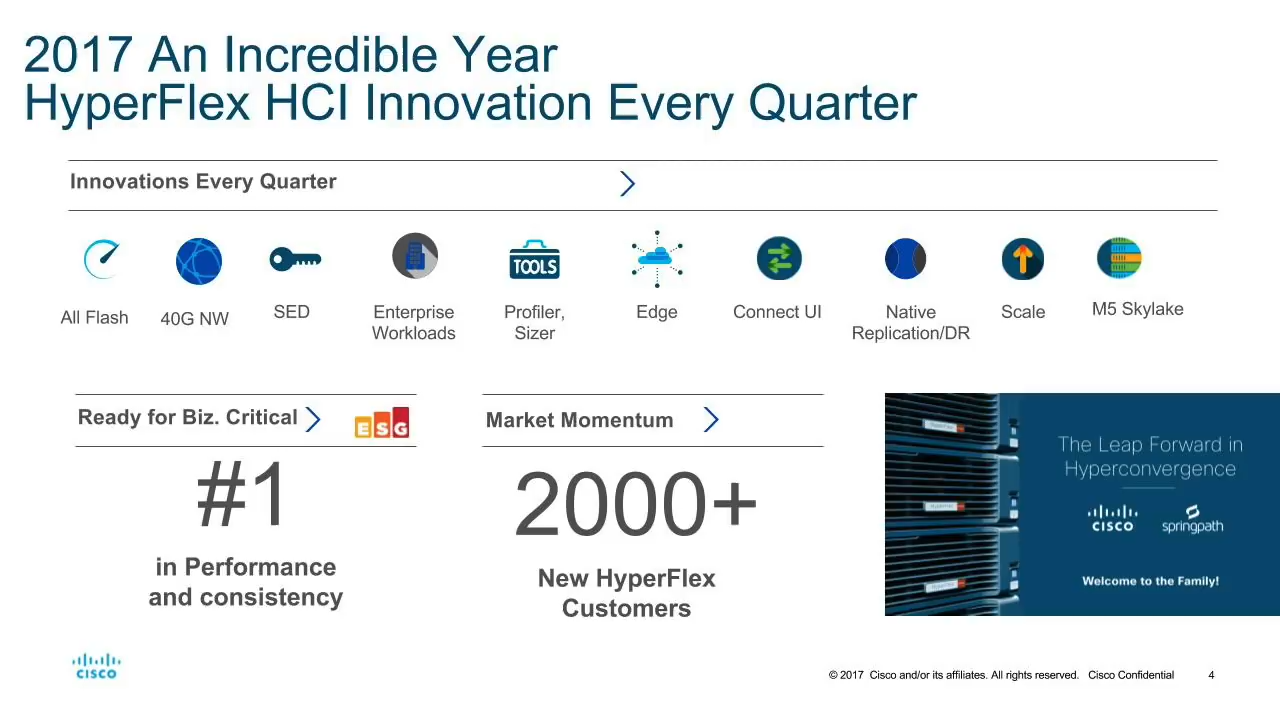 2017 An Incredible Year
HyperFlex HCI Innovation Every Quarter
Innovations Every Quarter
TOOLS
All Flash
40G NW
SED
Enterprise
Workloads
Profiler,
Sizer
Edge
Connect UI
Native
Replication/DR
Scale
M5 Skylake
Ready for Biz. Critical
ESG
#1
in Performance
and consistency
Market Momentum
2000+
New HyperFlex
Customers
The Leap Forward in
Hyperconvergence
CISCO
springpath
Welcome to the Family!
CISCO
© 2017 Cisco and/or its affiliates. All rights reserved. Cisco Confidential
4